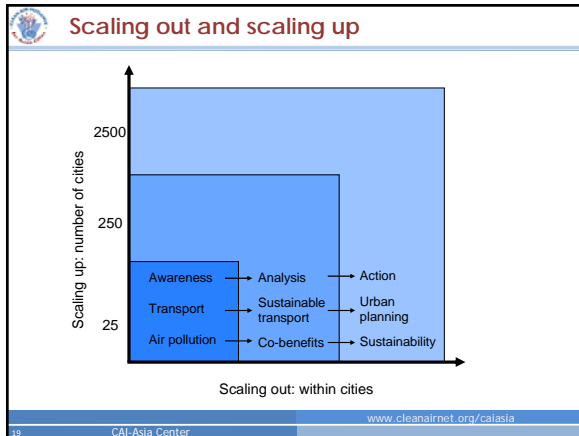 Scaling out and scaling up
Scaling up: number of cities
2500
250
25
Awareness Analysis Action
Transport Sustainable transport Urban planning
Air pollution Co-benefits Sustainability
Scaling out: within cities
www.cleanairnet.org/caiasia
19 CAI-Asia Center